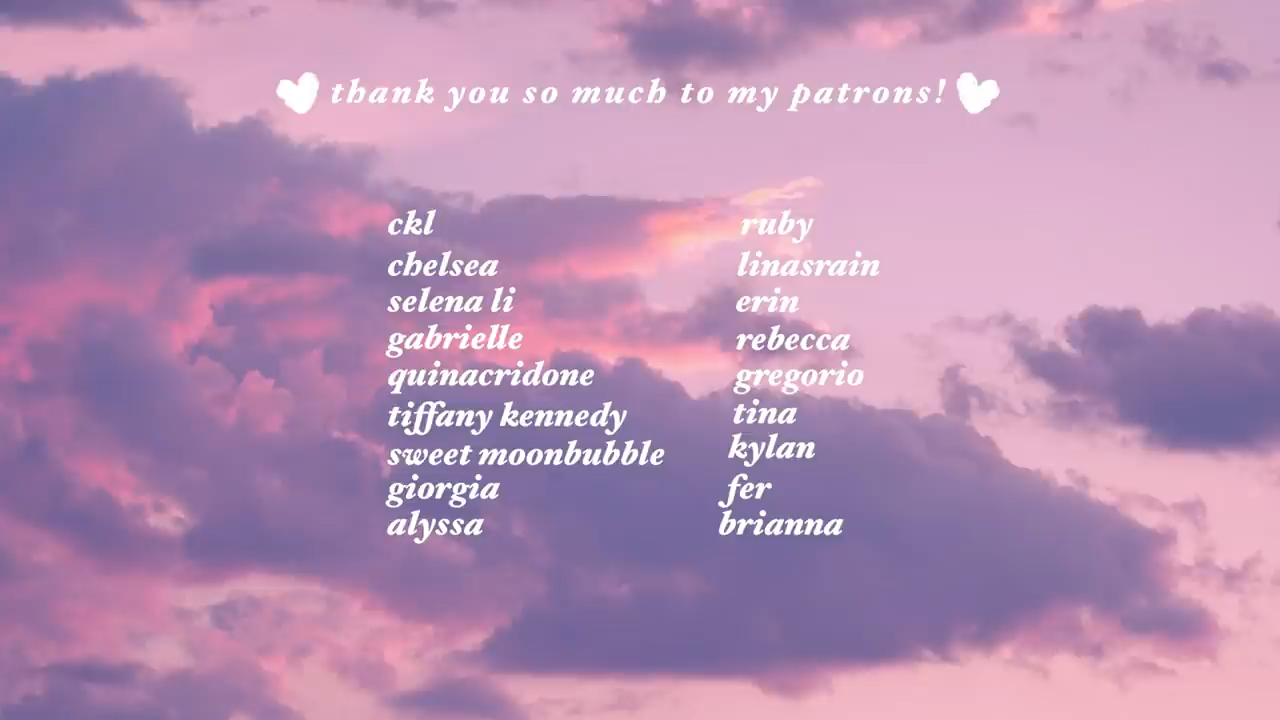 thank you so much to my patrons!
ckl
chelsea
selena li
gabrielle
quinacridone
tiffany kennedy
sweet moonbubble
giorgia
alyssa
ruby
linasrain
erin
rebecca
gregorio
tina
kylan
fer
brianna